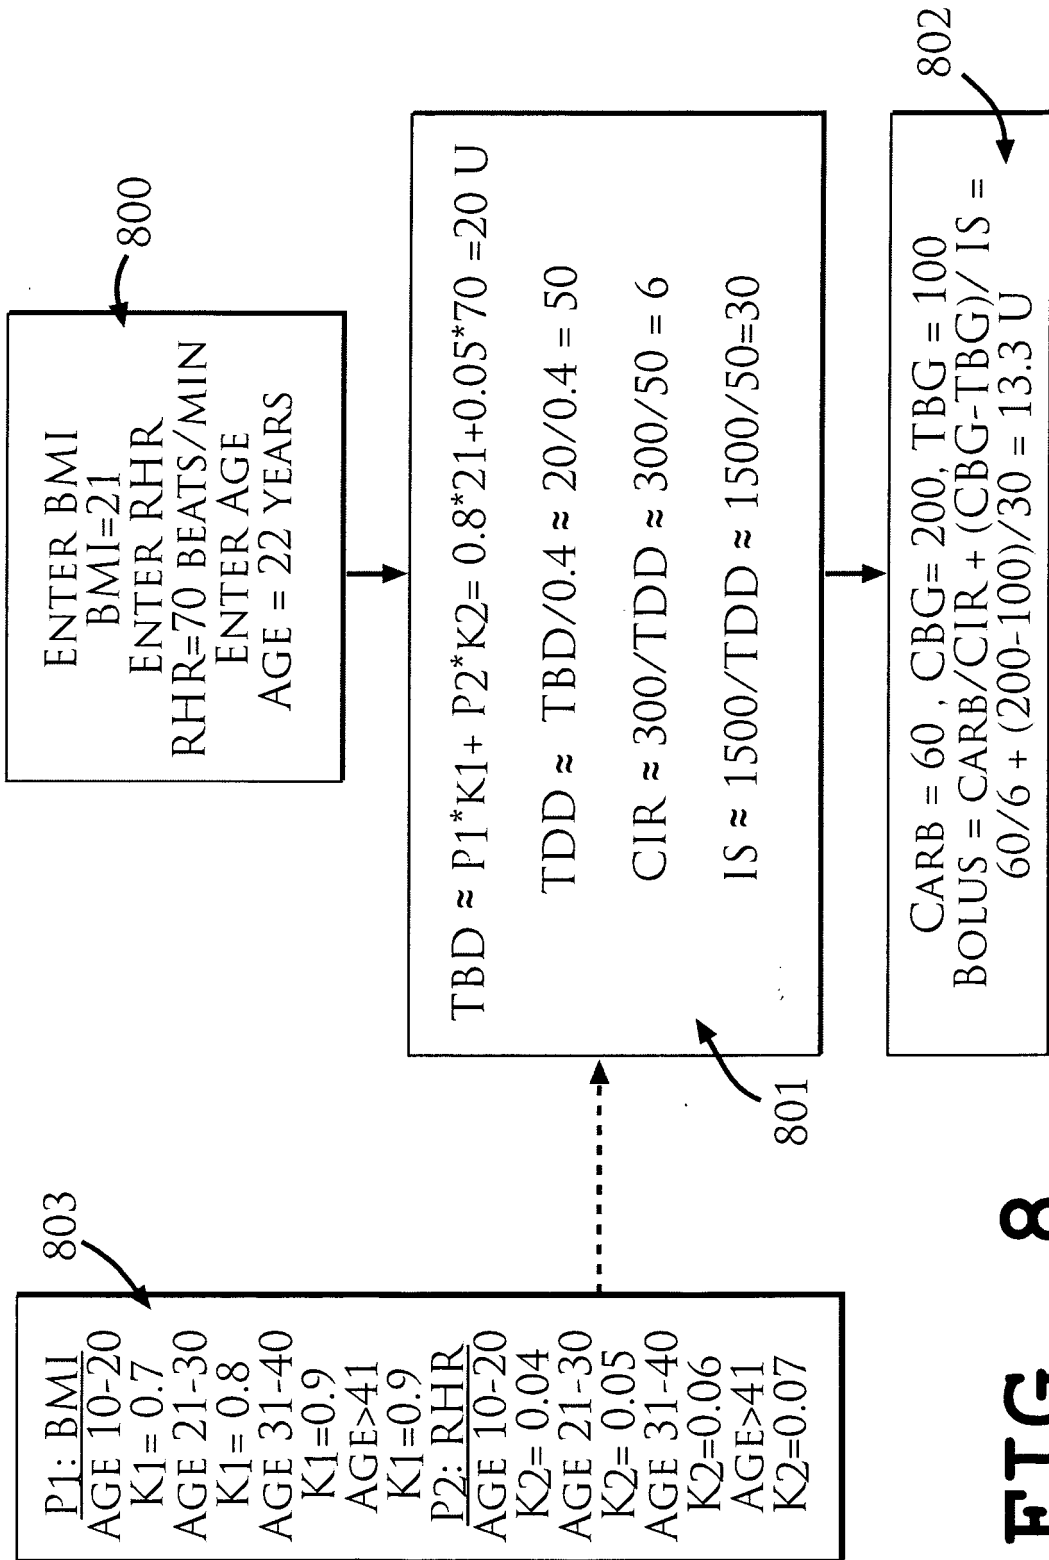 800
ENTER BMI
BMI=21
ENTER RHR
RHR=70 BEATS/MIN
ENTER AGE
AGE = 22 YEARS
803
P1: BMI
AGE 10-20
K1= 0.7
AGE 21-30
K1= 0.8
AGE 31-40
K1=0.9
AGE>41
K1=0.9
P2: RHR
AGE 10-20
K2= 0.04
AGE 21-30
K2= 0.05
AGE 31-40
K2=0.06
AGE>41
K2=0.07
TBD ≈ P1*K1+ P2*K2= 0.8*21+0.05*70 =20 U
TDD ≈ TBD/0.4 ≈ 20/0.4 = 50
CIR ≈ 300/TDD ≈ 300/50 = 6
IS ≈ 1500/TDD ≈ 1500/50=30
801
802
CARB = 60 , CBG= 200, TBG = 100
BOLUS = CARB/CIR + (CBG-TBG)/ IS =
60/6 + (200-100)/30 = 13.3 U
FIG 8